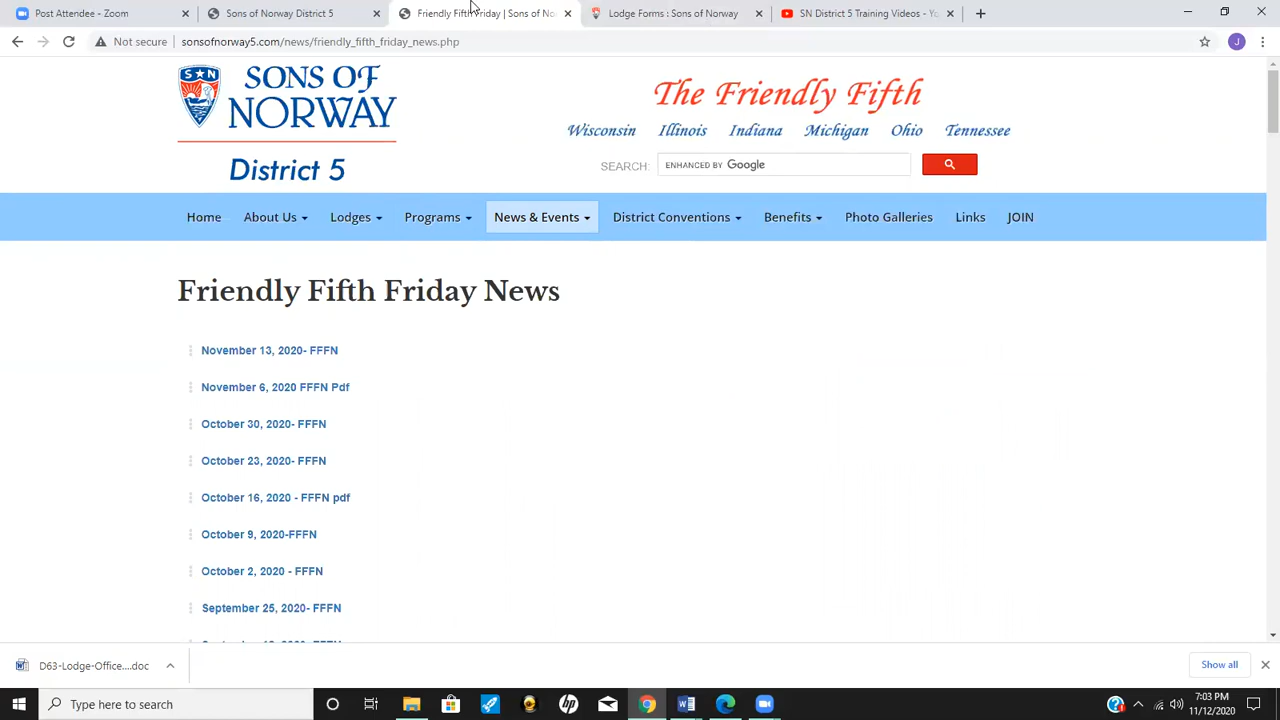 Post Attendee - Zoom
Sons of Norway District 5
Friendly Fifth Friday | Sons of No
Lodge Forms : Sons of Norway
SN District 5 Training Videos - Yo
Not secure
sonsofnorway5.com/news/friendly_fifth_friday_news.php
J
S N
SONS OF
NORWAY
District 5
The Friendly Fifth
Wisconsin Illinois Indiana Michigan Ohio Tennessee
SEARCH: ENHANCED BY Google
Home About Us Lodges Programs News & Events District Conventions Benefits Photo Galleries Links JOIN
Friendly Fifth Friday News
November 13, 2020- FFFN
November 6, 2020 FFFN Pdf
October 30, 2020- FFFN
October 23, 2020- FFFN
October 16, 2020 - FFFN pdf
October 9, 2020-FFFN
October 2, 2020 - FFFN
September 25, 2020- FFFN
D63-Lodge-Office....doc
Show all
Type here to search
7:03 PM
11/12/2020